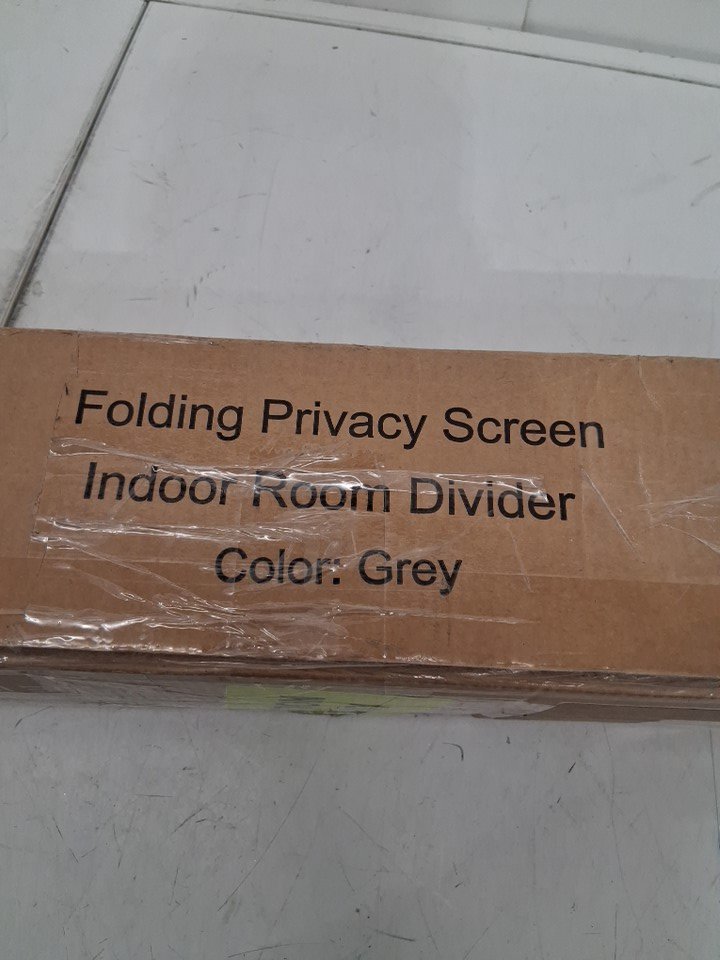 Folding Privacy Screen
Indoor Room Divider
Color: Grey